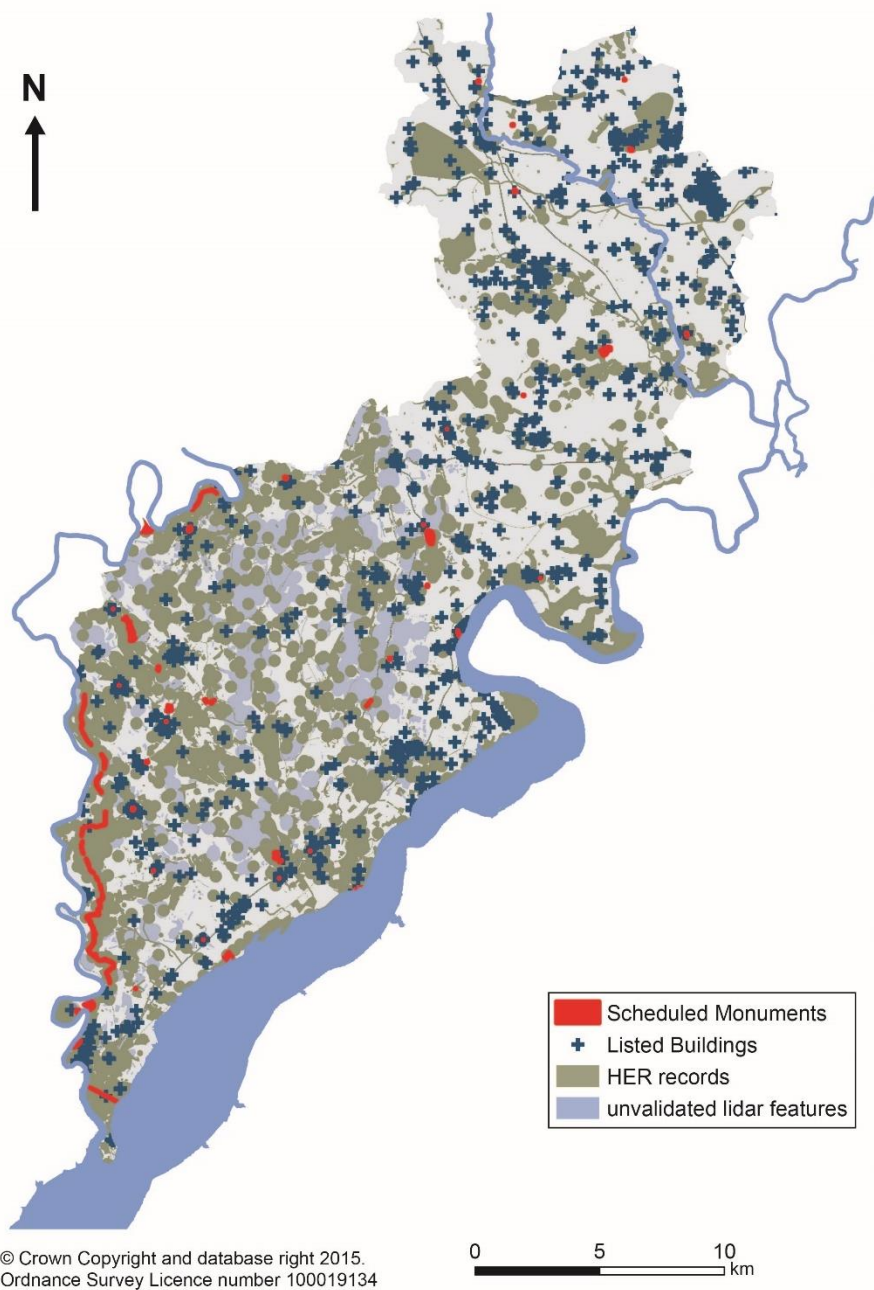 N
Scheduled Monuments
Listed Buildings
HER records
unvalidated lidar features
© Crown Copyright and database right 2015.
Ordnance Survey Licence number 100019134
0 5 10
km